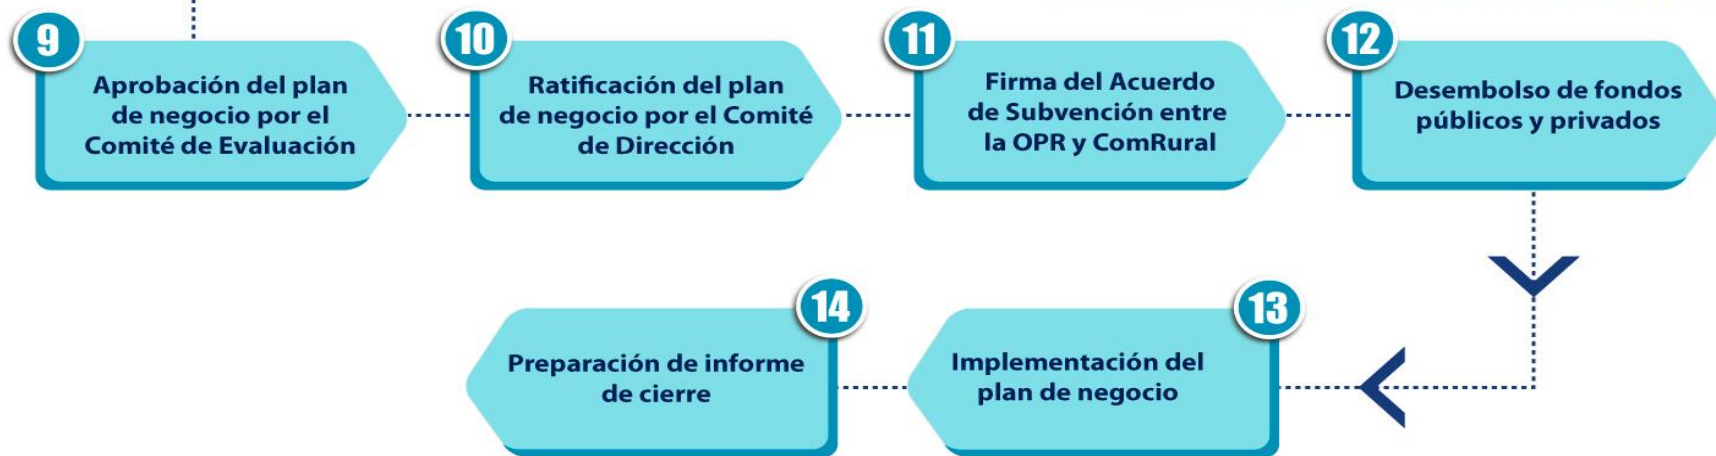 9
Aprobación del plan
de negocio por el
Comité de Evaluación
10
Ratificación del plan
de negocio por el Comité
de Dirección
11
Firma del Acuerdo
de Subvención entre
la OPR y ComRural
12
Desembolso de fondos
públicos y privados
13
Implementación del
plan de negocio
14
Preparación de informe
de cierre